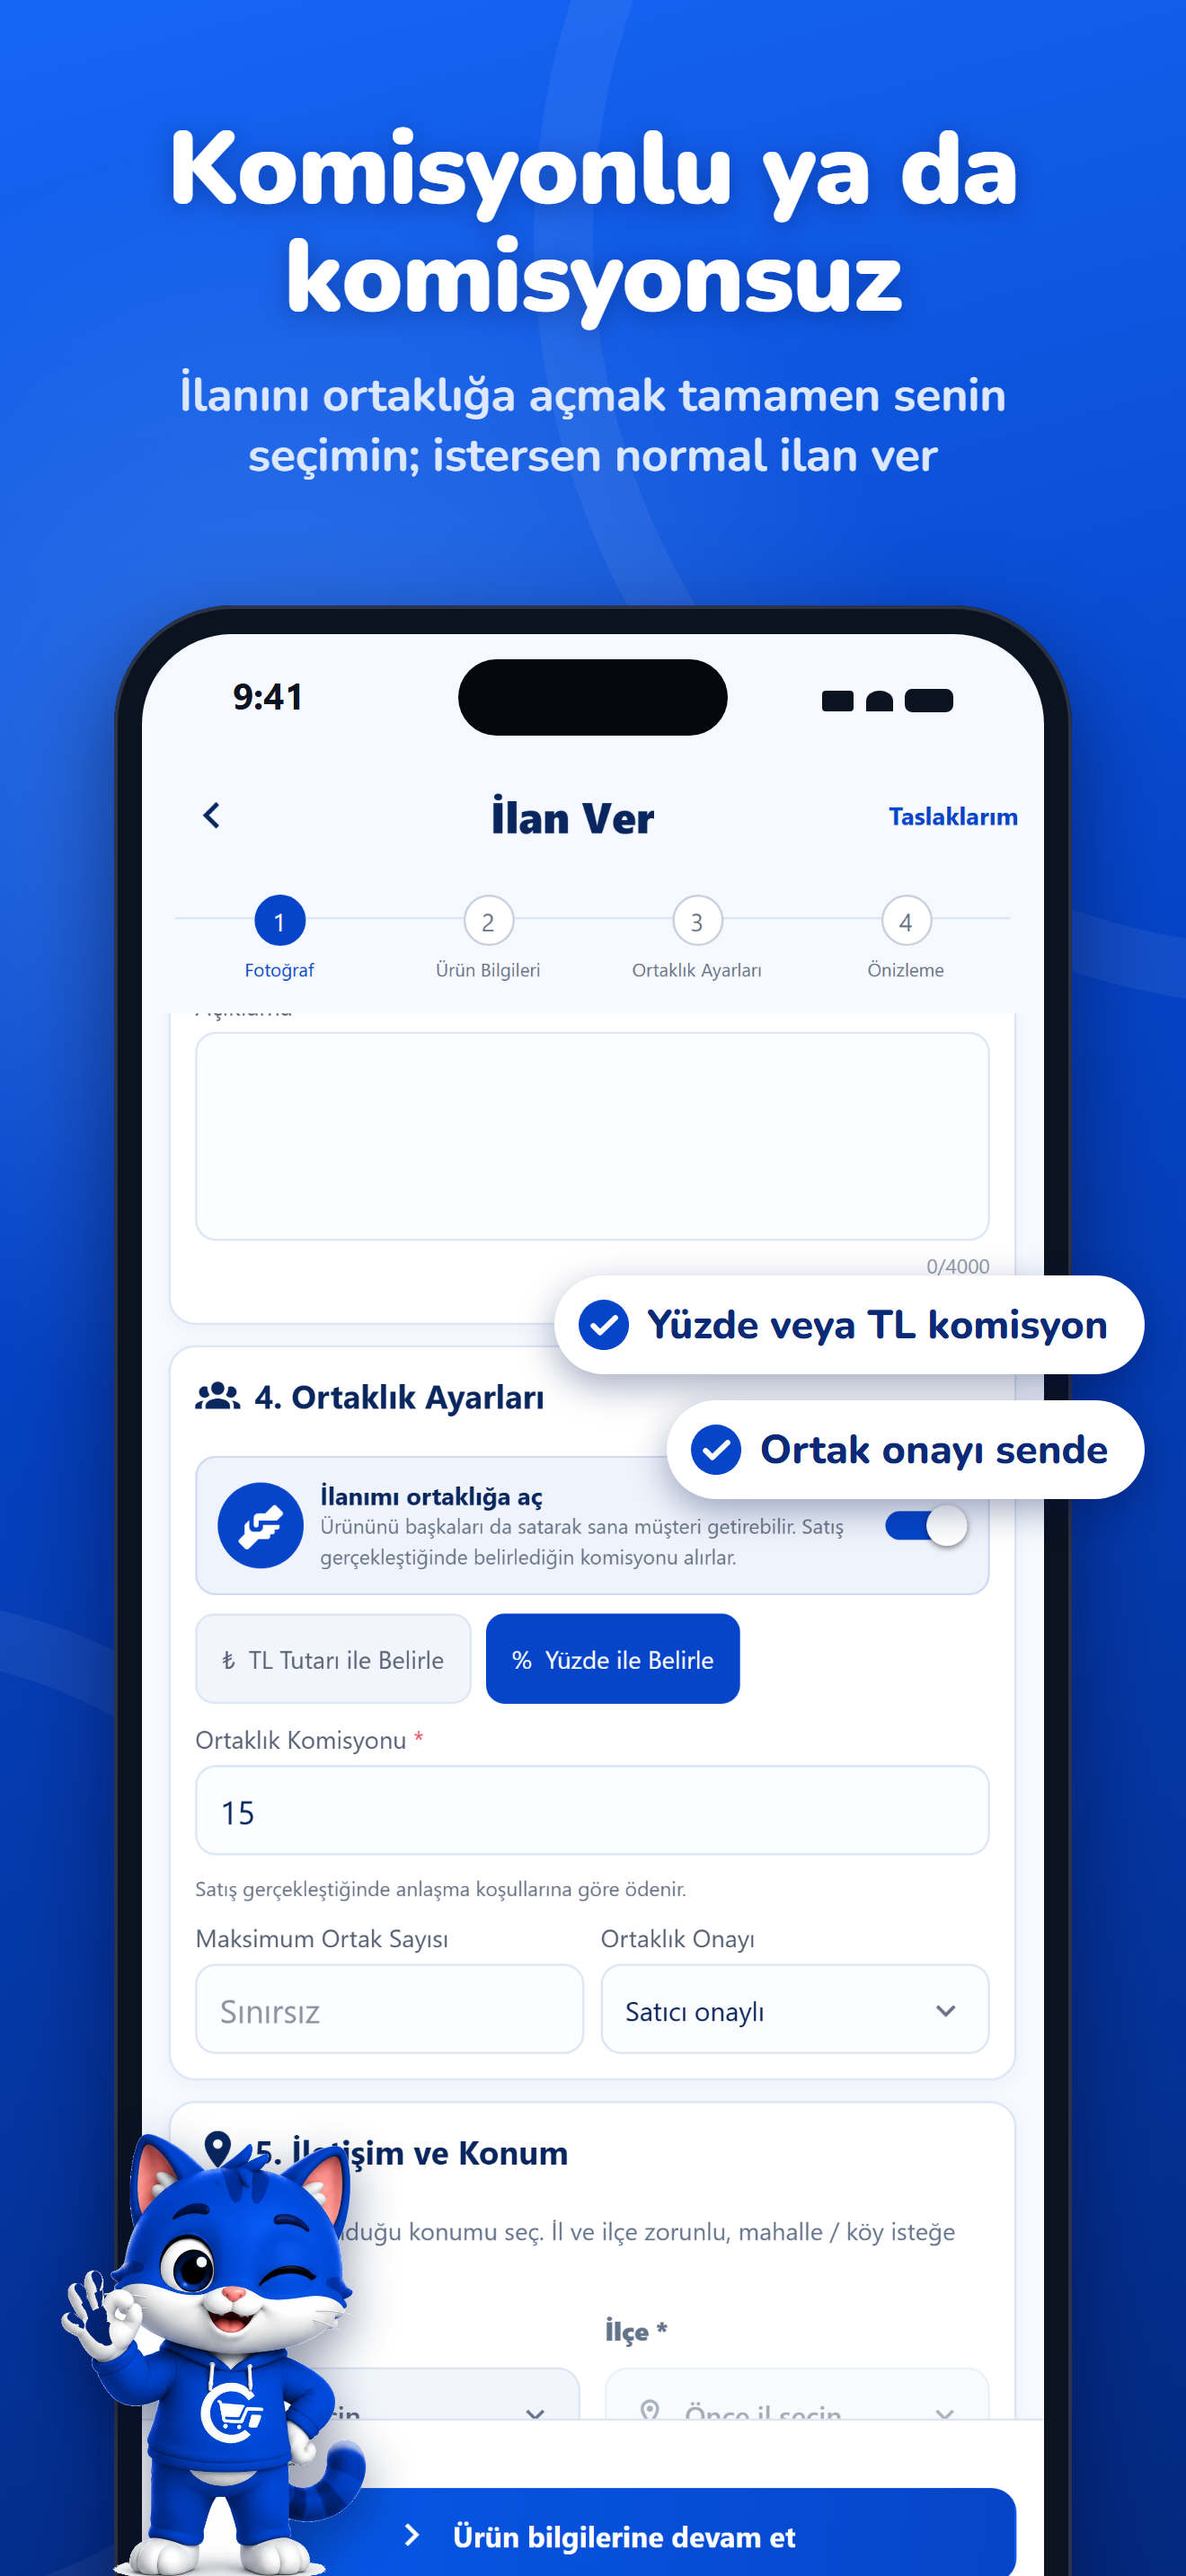 Komisyonlu ya da
komisyonsuz
İlanını ortaklığa açmak tamamen senin
seçimin; istersen normal ilan ver
9:41
İlan Ver
Taslaklarım
1
2
3
4
Fotoğraf
Ürün Bilgileri
Ortaklık Ayarları
Önizleme
0/4000
Yüzde veya TL komisyon
4. Ortaklık Ayarları
Ortak onayı sende
İlanımı ortaklığa aç
Ürününü başkaları da satarak sana müşteri getirebilir. Satış
gerçekleştiğinde belirlediğin komisyonu alırlar.
₺ TL Tutarı ile Belirle
% Yüzde ile Belirle
Ortaklık Komisyonu *
15
Satış gerçekleştiğinde anlaşma koşullarına göre ödenir.
Maksimum Ortak Sayısı
Ortaklık Onayı
Sınırsız
Satıcı onaylı
5. İletişim ve Konum
konumu seç. İl ve ilçe zorunlu, mahalle / köy isteğe
İlçe *
Önce il seçin
Ürün bilgilerine devam et